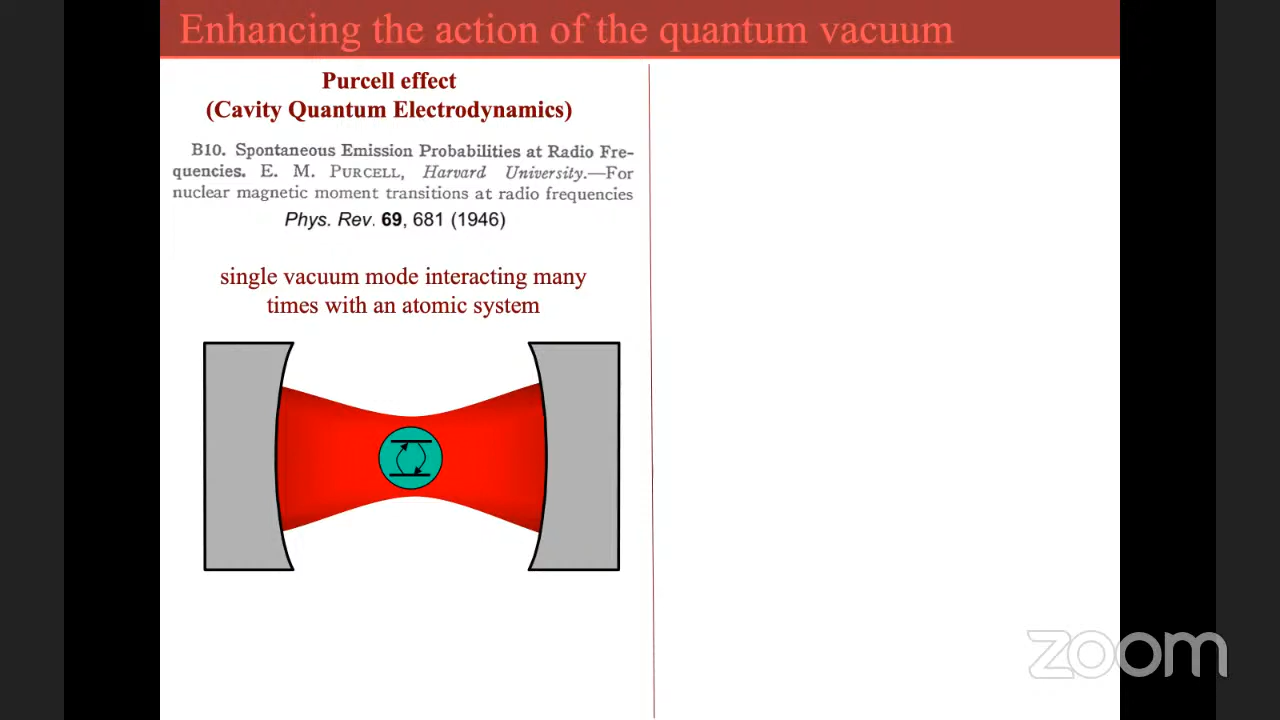 Enhancing the action of the quantum vacuum
Purcell effect
(Cavity Quantum Electrodynamics)
B10. Spontaneous Emission Probabilities at Radio Fre-
quencies. E. M. PURCELL, Harvard University.—For
nuclear magnetic moment transitions at radio frequencies
Phys. Rev. 69, 681 (1946)
single vacuum mode interacting many
times with an atomic system
zoom